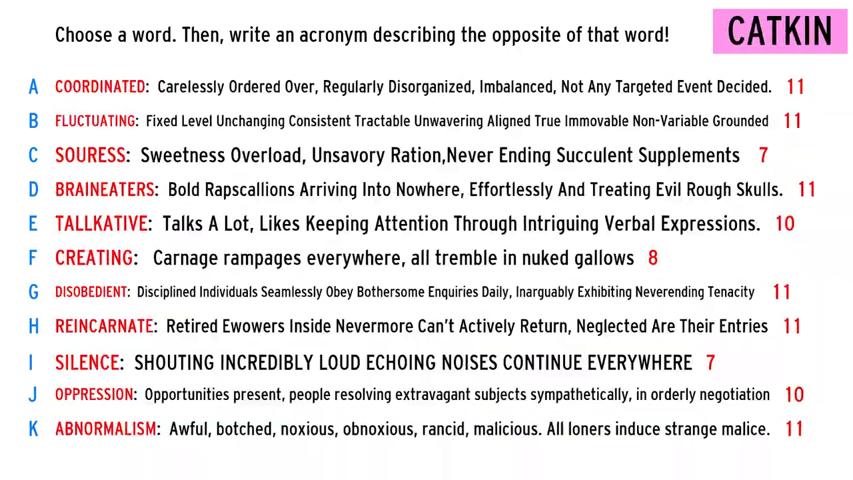 Choose a word. Then, write an acronym describing the opposite of that word!
CATKIN
A COORDINATED: Carelessly Ordered Over, Regularly Disorganized, Imbalanced, Not Any Targeted Event Decided. 11
B FLUCTUATING: Fixed Level Unchanging Consistent Tractable Unwavering Aligned True Immovable Non-Variable Grounded 11
C SOURESS: Sweetness Overload, Unsavory Ration,Never Ending Succulent Supplements 7
D BRAINEATERS: Bold Rapscallions Arriving Into Nowhere, Effortlessly And Treating Evil Rough Skulls. 11
E TALLKATIVE: Talks A Lot, Likes Keeping Attention Through Intriguing Verbal Expressions. 10
F CREATING: Carnage rampages everywhere, all tremble in nuked gallows 8
G DISOBEDIENT: Disciplined Individuals Seamlessly Obey Bothersome Enquiries Daily, Inarguably Exhibiting Neverending Tenacity 11
H REINCARNATE: Retired Ewowers Inside Nevermore Can't Actively Return, Neglected Are Their Entries 11
I SILENCE: SHOUTING INCREDIBLY LOUD ECHOING NOISES CONTINUE EVERYWHERE 7
J OPPRESSION: Opportunities present, people resolving extravagant subjects sympathetically, in orderly negotiation 10
K ABNORMALISM: Awful, botched, noxious, obnoxious, rancid, malicious. All loners induce strange malice. 11